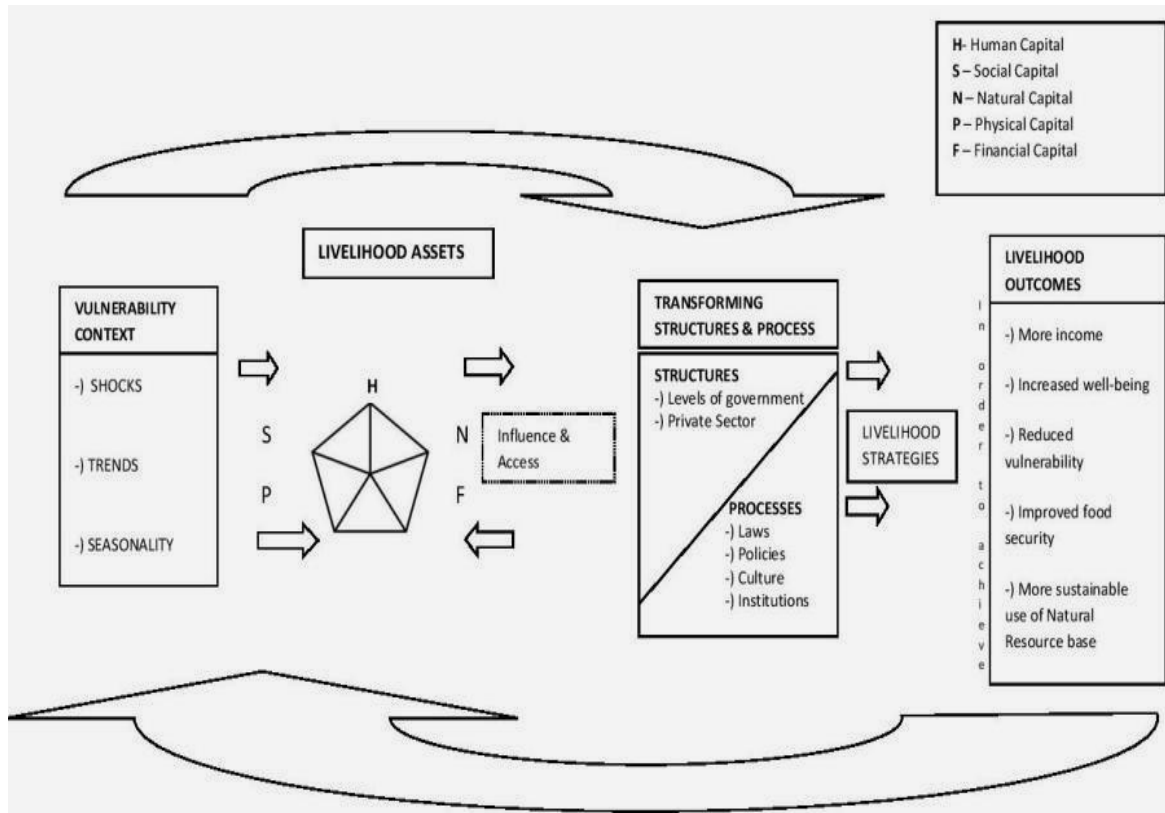 H- Human Capital
S – Social Capital
N – Natural Capital
P – Physical Capital
F – Financial Capital
LIVELIHOOD ASSETS
VULNERABILITY
CONTEXT
-) SHOCKS
-) TRENDS
-) SEASONALITY
H
S
N
P
F
Influence &
Access
TRANSFORMING
STRUCTURES & PROCESS
STRUCTURES
-) Levels of government
-) Private Sector
PROCESSES
-) Laws
-) Policies
-) Culture
-) Institutions
LIVELIHOOD
STRATEGIES
In order to achieve
LIVELIHOOD
OUTCOMES
-) More income
-) Increased well-being
-) Reduced
vulnerability
-) Improved food
security
-) More sustainable
use of Natural
Resource base